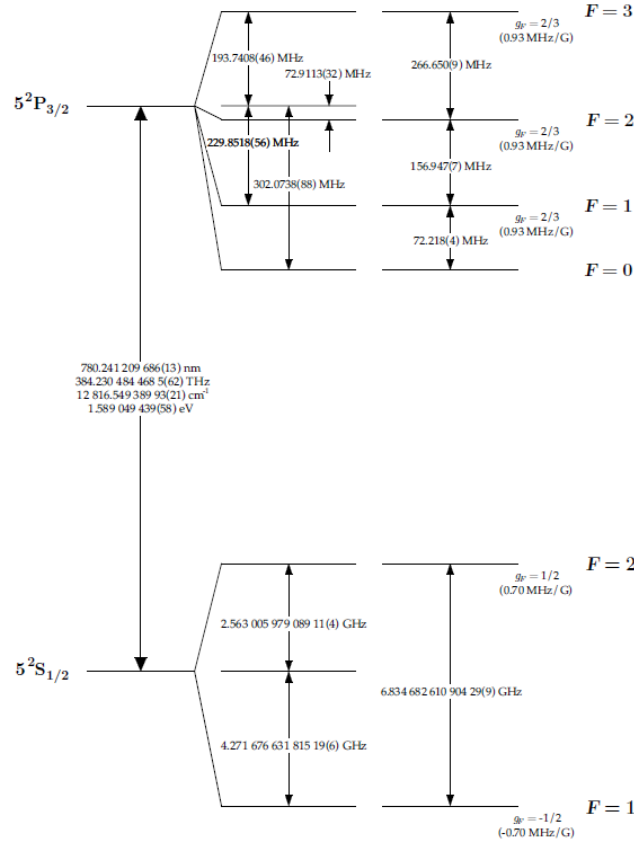 F = 3
g_F = 2/3
(0.93 MHz/G)
193.7408(46) MHz
72.9113(32) MHz
266.650(9) MHz
5 ²P₃/₂
F = 2
g_F = 2/3
(0.93 MHz/G)
229.8518(56) MHz
156.947(7) MHz
302.0738(88) MHz
F = 1
g_F = 2/3
(0.93 MHz/G)
72.218(4) MHz
F = 0
780.241 209 686(13) nm
384.230 484 468 5(62) THz
12 816.549 389 93(21) cm⁻¹
1.589 049 439(58) eV
F = 2
g_F = 1/2
(0.70 MHz/G)
2.563 005 979 089 11(4) GHz
5 ²S₁/₂
6.834 682 610 904 29(9) GHz
4.271 676 631 815 19(6) GHz
F = 1
g_F = -1/2
(-0.70 MHz/G)